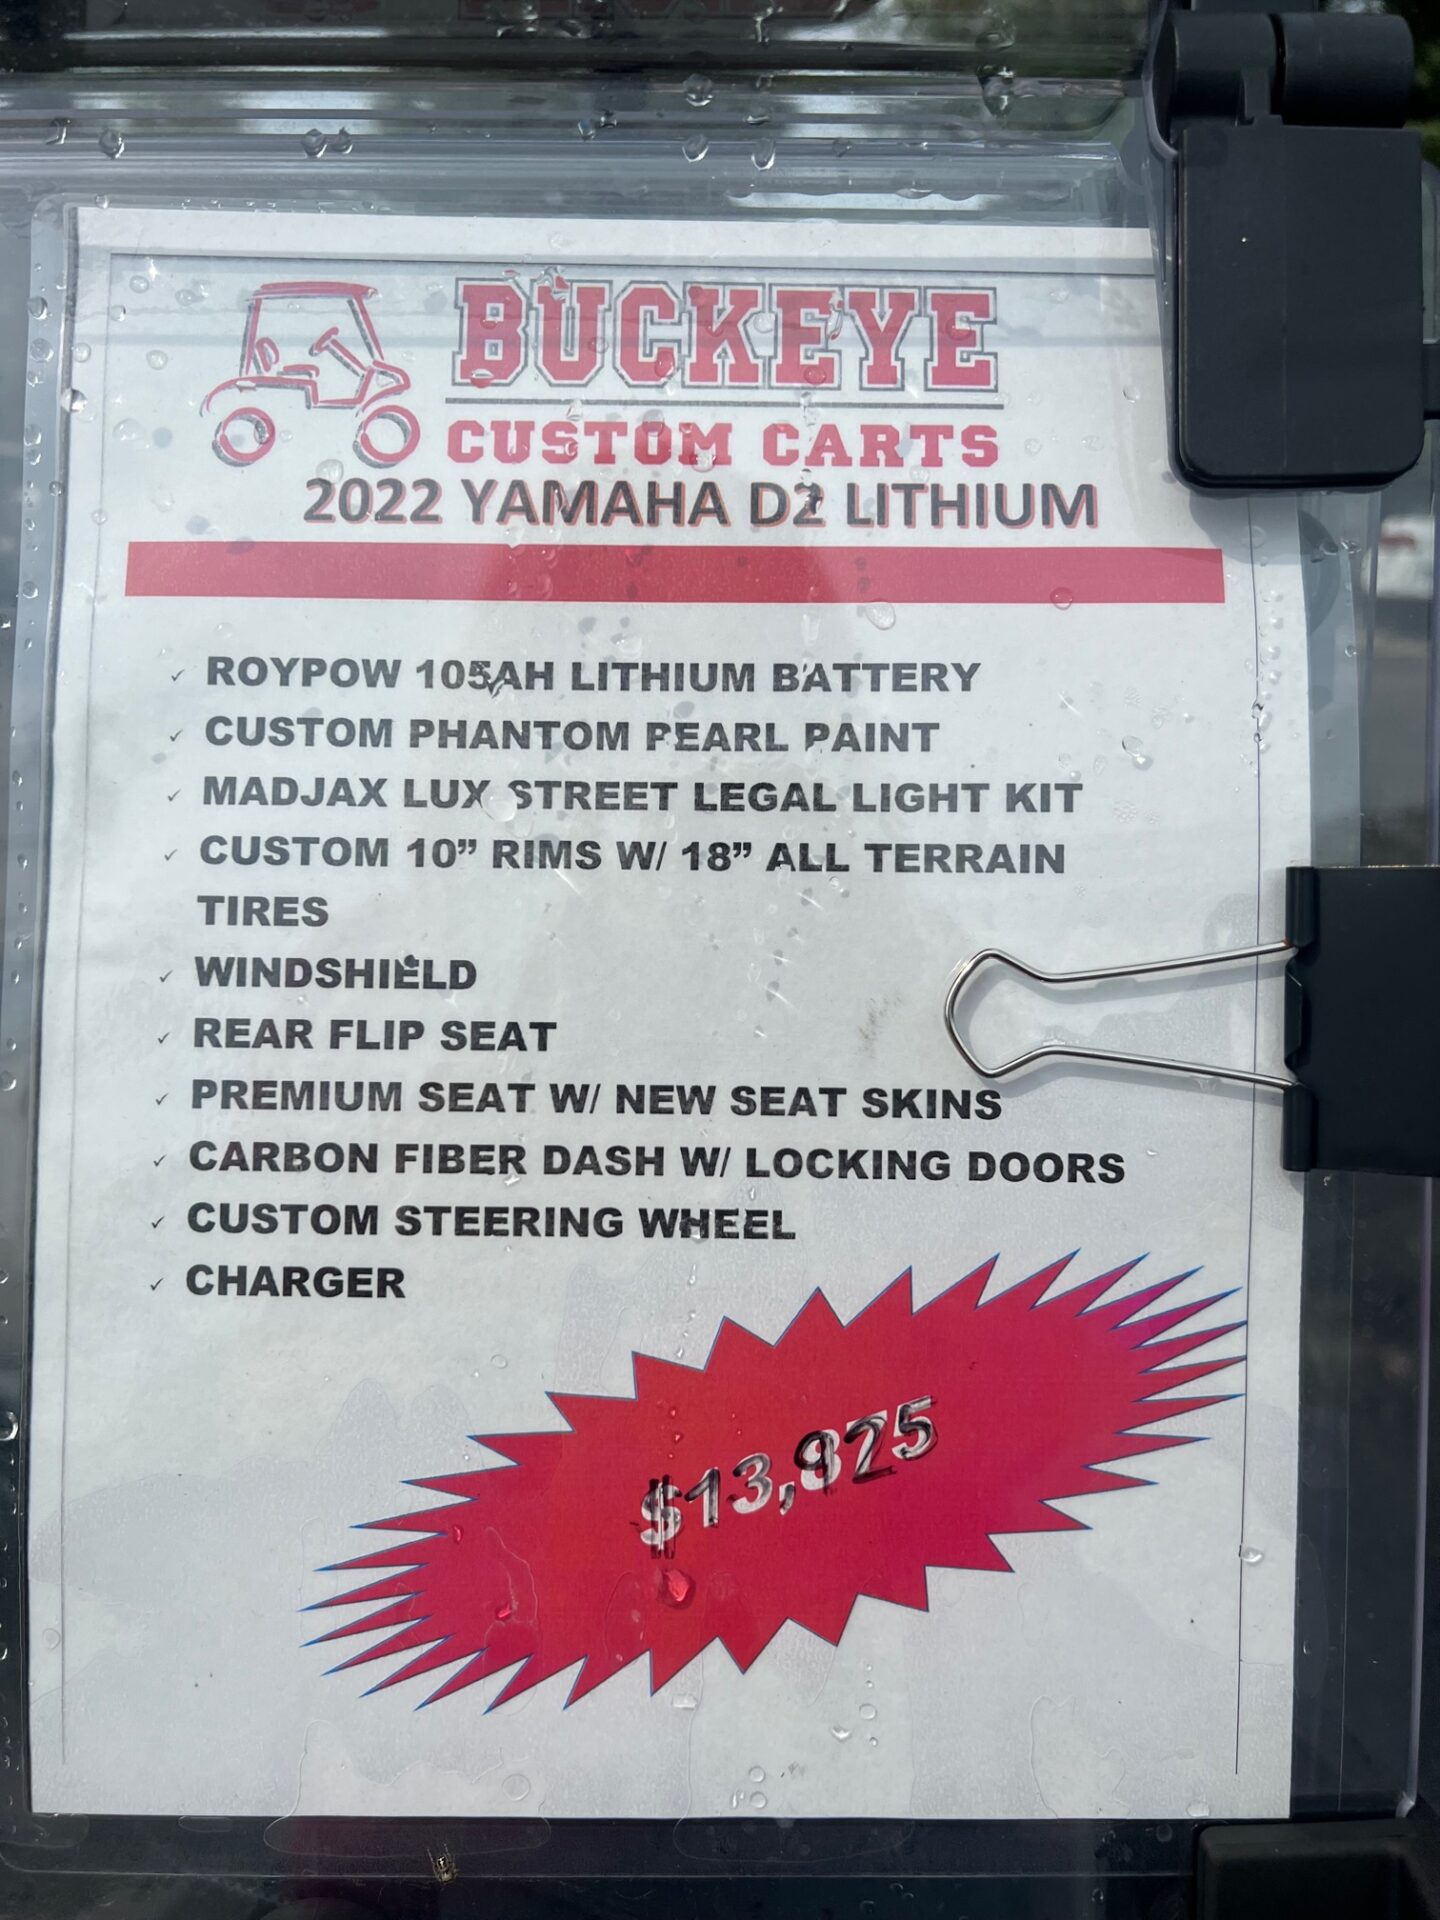 BUCKEYE
CUSTOM CARTS
2022 YAMAHA D2 LITHIUM
✓ ROYPOW 105AH LITHIUM BATTERY
✓ CUSTOM PHANTOM PEARL PAINT
✓ MADJAX LUX STREET LEGAL LIGHT KIT
✓ CUSTOM 10” RIMS W/ 18” ALL TERRAIN
TIRES
✓ WINDSHIELD
✓ REAR FLIP SEAT
✓ PREMIUM SEAT W/ NEW SEAT SKINS
✓ CARBON FIBER DASH W/ LOCKING DOORS
✓ CUSTOM STEERING WHEEL
✓ CHARGER